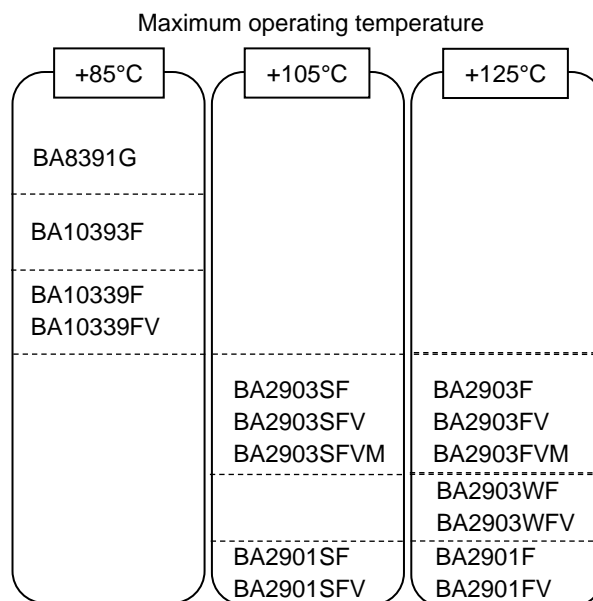 Maximum operating temperature
+85°C
+105°C
+125°C
BA8391G
BA10393F
BA10339F
BA10339FV
BA2903SF
BA2903SFV
BA2903SFVM
BA2903F
BA2903FV
BA2903FVM
BA2903WF
BA2903WFV
BA2901SF
BA2901SFV
BA2901F
BA2901FV